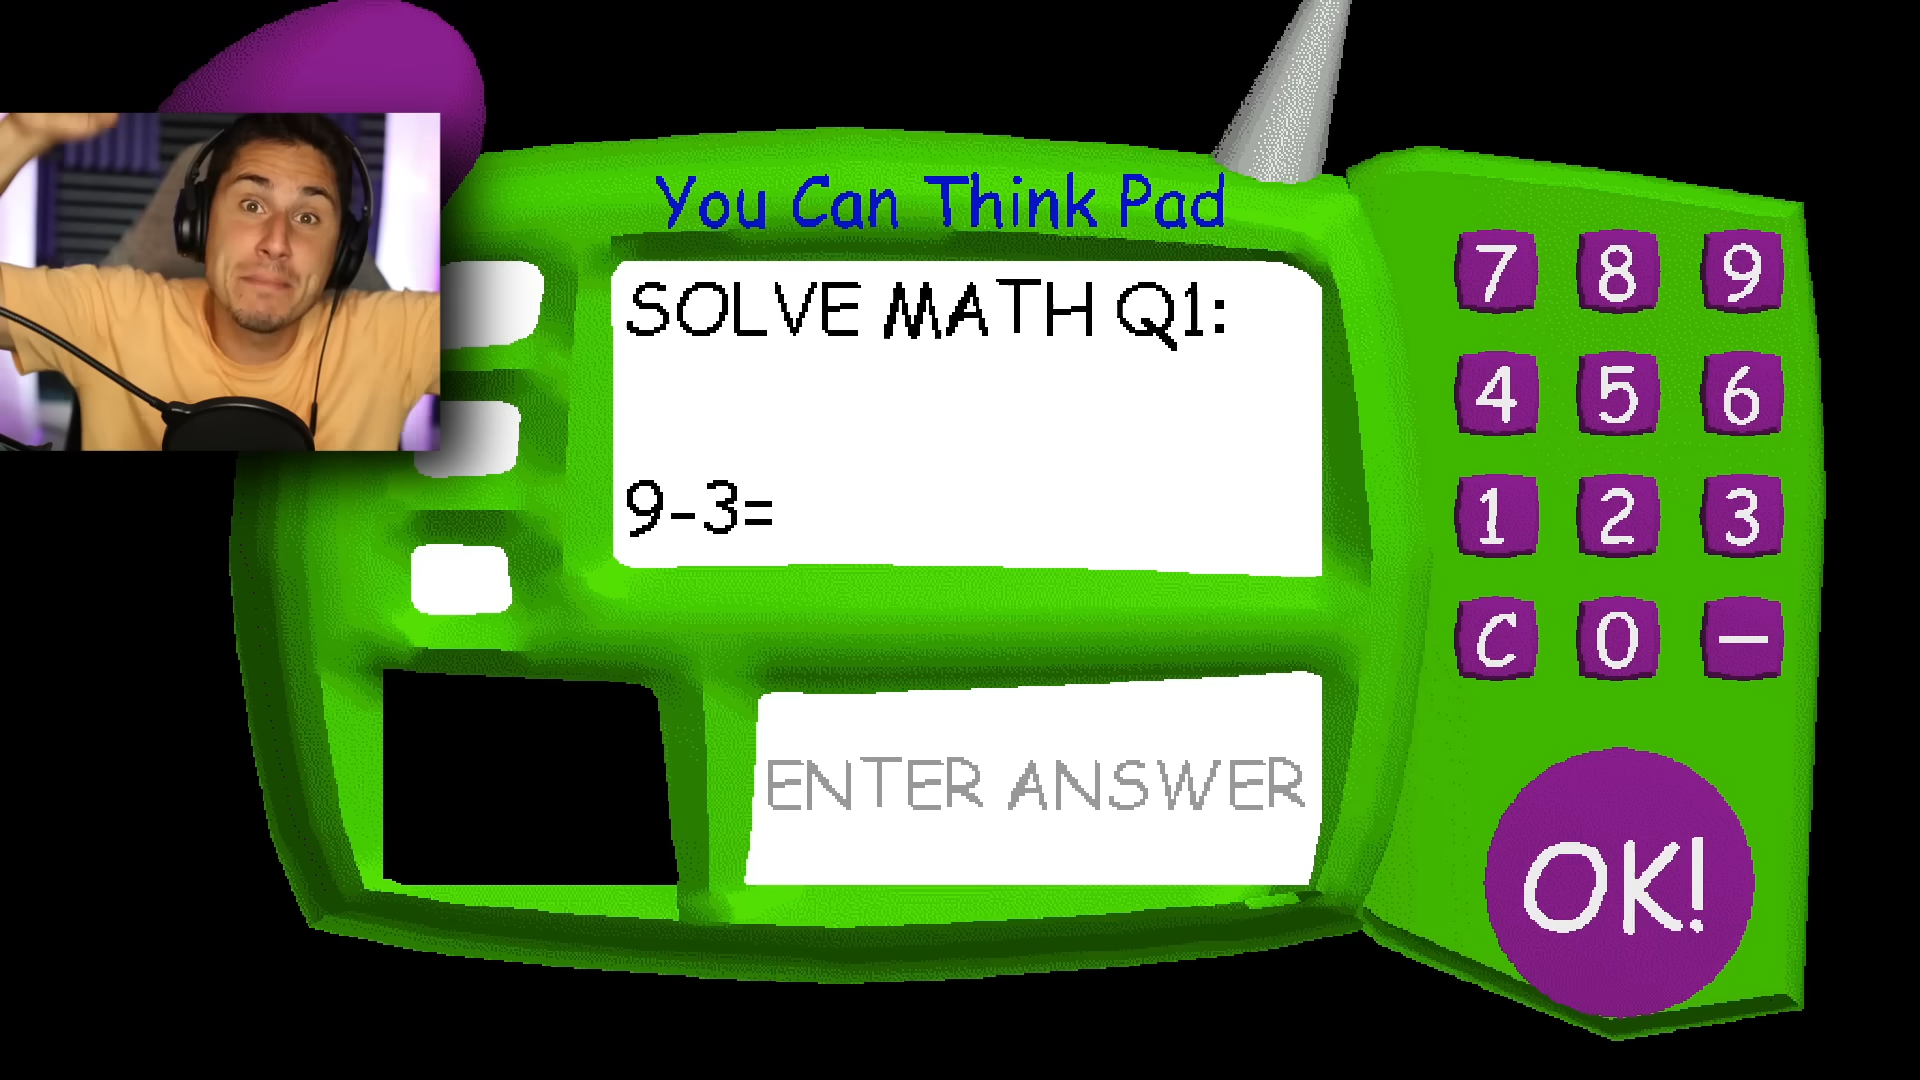 You Can Think Pad
SOLVE MATH Q1:
9-3=
7 8 9
4 5 6
1 2 3
C 0 —
ENTER ANSWER
OK!